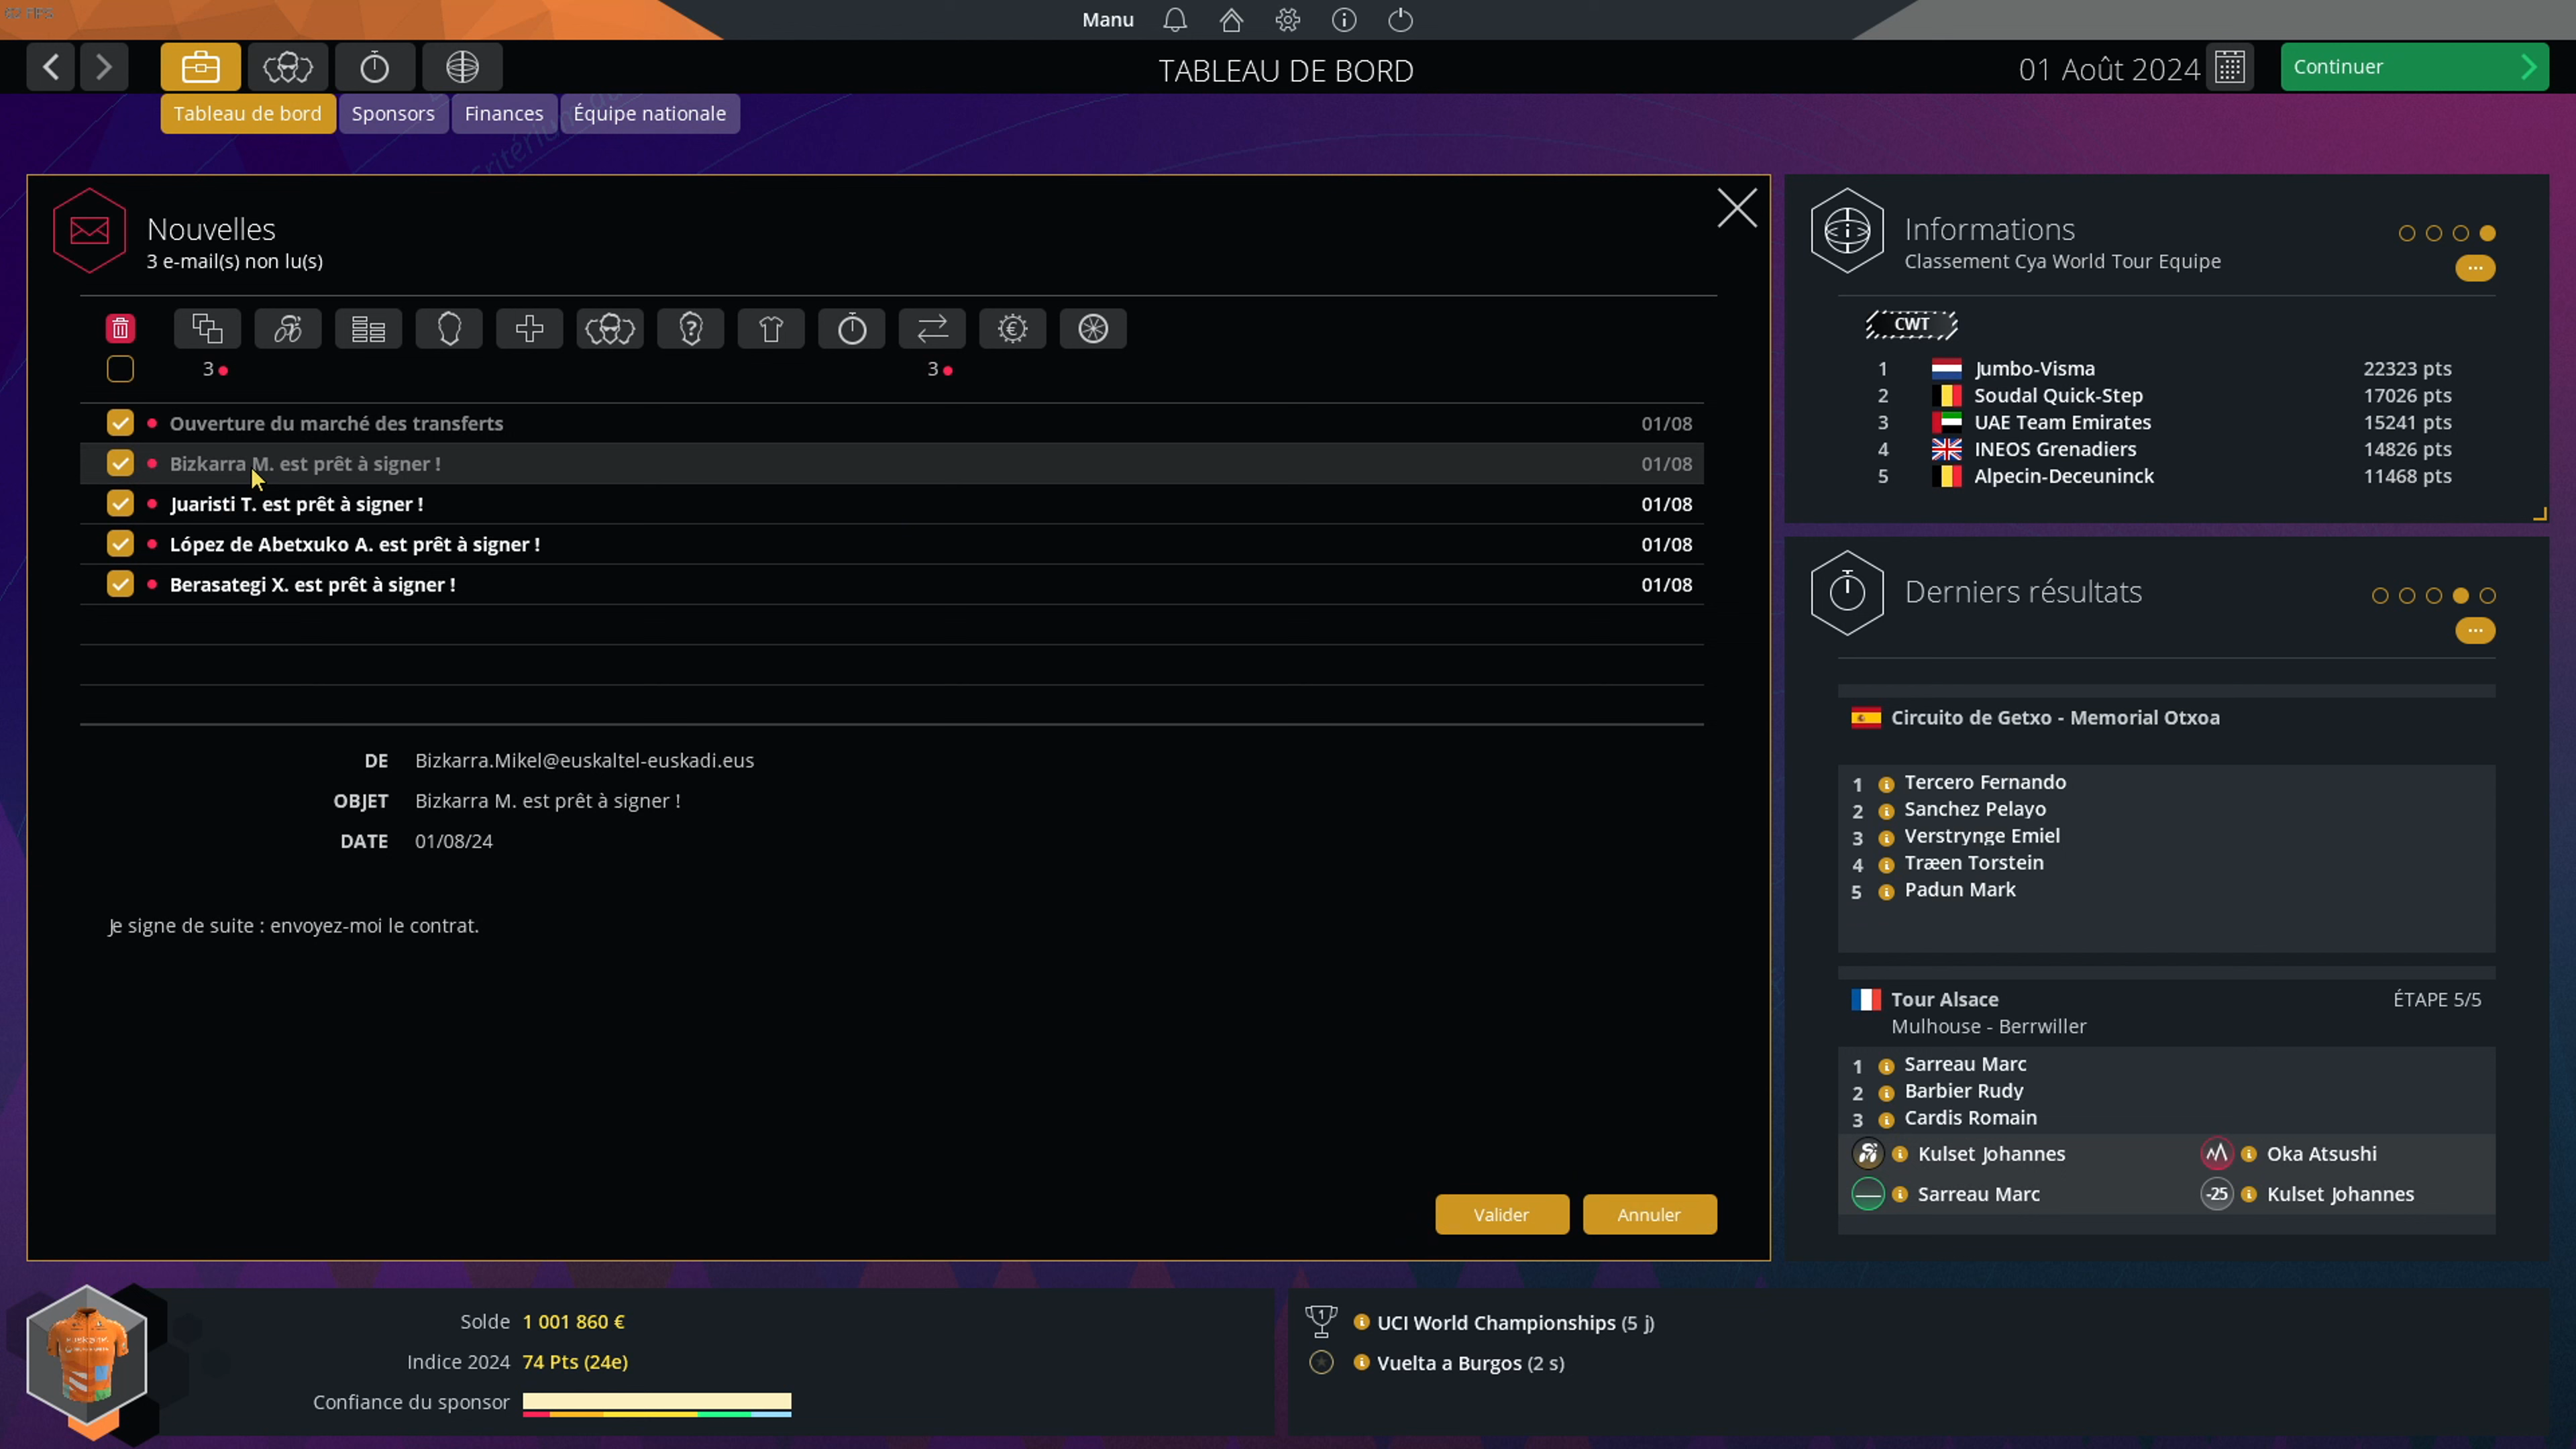 62 FPS
Manu
TABLEAU DE BORD
01 Août 2024
Continuer
Tableau de bord
Sponsors
Finances
Équipe nationale
Nouvelles
3 e-mail(s) non lu(s)
3
3
Ouverture du marché des transferts 01/08
Bizkarra M. est prêt à signer ! 01/08
Juaristi T. est prêt à signer ! 01/08
López de Abetxuko A. est prêt à signer ! 01/08
Berasategi X. est prêt à signer ! 01/08
DE Bizkarra.Mikel@euskaltel-euskadi.eus
OBJET Bizkarra M. est prêt à signer !
DATE 01/08/24
Je signe de suite : envoyez-moi le contrat.
Valider
Annuler
Informations
Classement Cya World Tour Equipe
...
CWT
1 Jumbo-Visma 22323 pts
2 Soudal Quick-Step 17026 pts
3 UAE Team Emirates 15241 pts
4 INEOS Grenadiers 14826 pts
5 Alpecin-Deceuninck 11468 pts
Derniers résultats
...
Circuito de Getxo - Memorial Otxoa
1 Tercero Fernando
2 Sanchez Pelayo
3 Verstrynge Emiel
4 Træen Torstein
5 Padun Mark
Tour Alsace ÉTAPE 5/5
Mulhouse - Berrwiller
1 Sarreau Marc
2 Barbier Rudy
3 Cardis Romain
Kulset Johannes Oka Atsushi
Sarreau Marc -25 Kulset Johannes
Solde 1 001 860 €
Indice 2024 74 Pts (24e)
Confiance du sponsor
1 UCI World Championships (5 j)
Vuelta a Burgos (2 s)